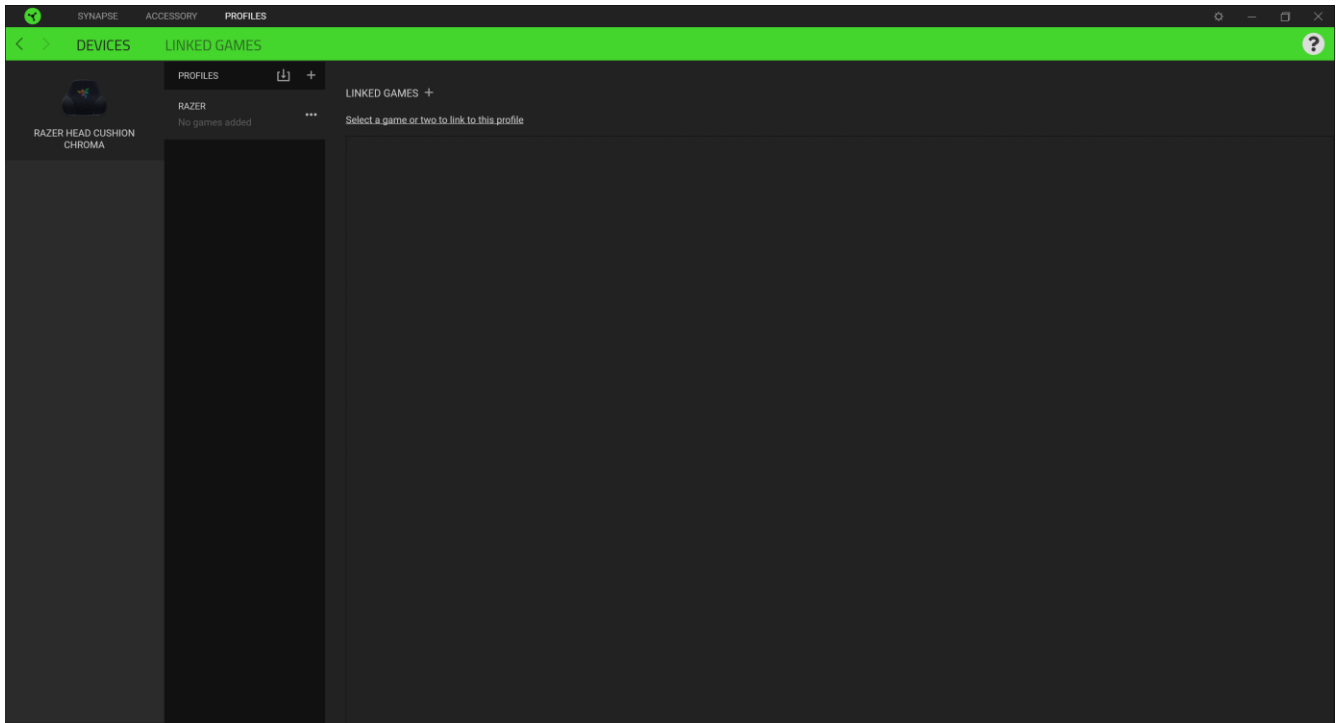 SYNAPSE ACCESSORY PROFILES
DEVICES LINKED GAMES
?
RAZER HEAD CUSHION
CHROMA
PROFILES
RAZER
No games added
LINKED GAMES +
Select a game or two to link to this profile